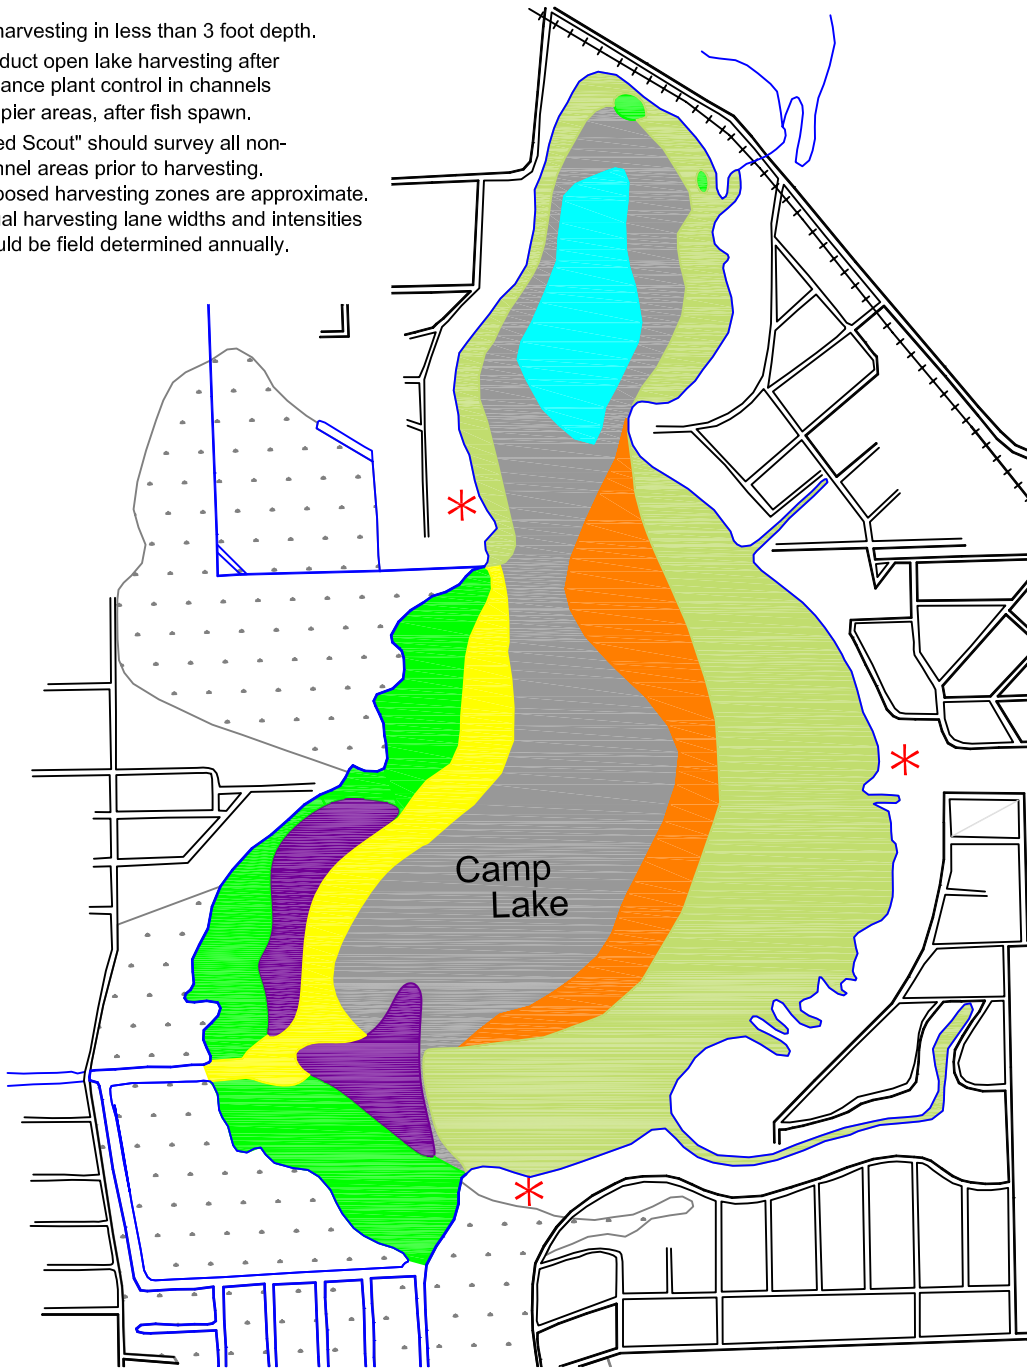 harvesting in less than 3 foot depth.
duct open lake harvesting after
ance plant control in channels
pier areas, after fish spawn.
ed Scout" should survey all non-
nnel areas prior to harvesting.
posed harvesting zones are approximate.
ual harvesting lane widths and intensities
uld be field determined annually.
Camp
Lake